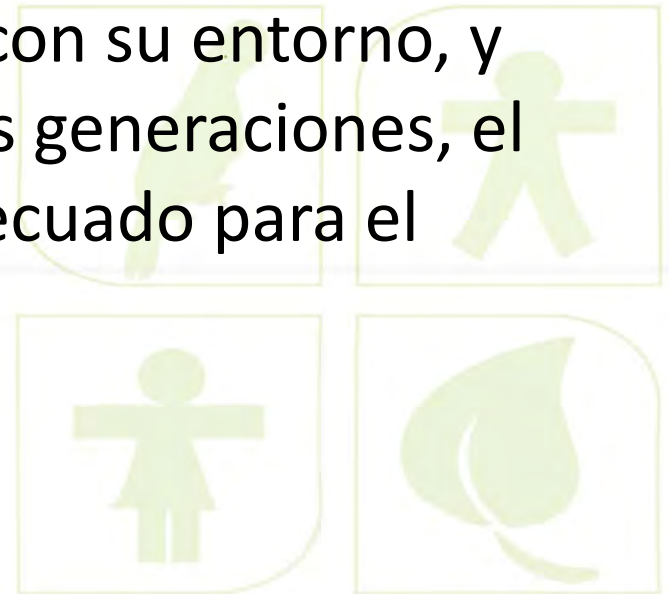 con su entorno, y
s generaciones, el
ecuado para el